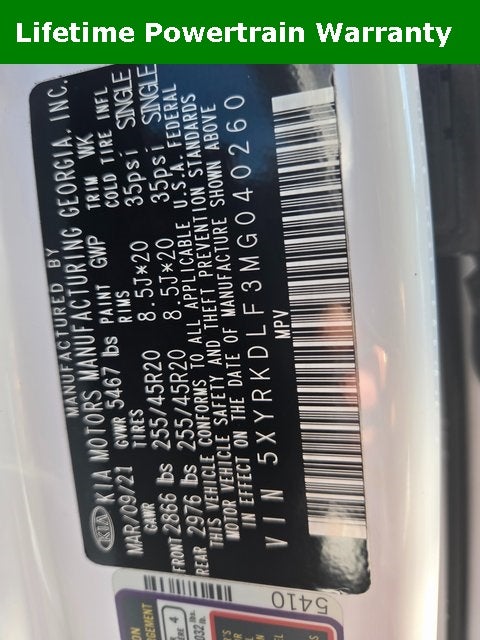 Lifetime Powertrain Warranty
MANUFACTURED BY
KIA KIA MOTORS MANUFACTURING GEORGIA, INC.
MAR/09/21 GVWR 5467 lbs PAINT GWP TRIM WK
GAWR TIRES RIMS COLD TIRE INFL
FRONT 2866 lbs 255/45R20 8.5J*20 35psi SINGLE
REAR 2976 lbs 255/45R20 8.5J*20 35psi SINGLE
THIS VEHICLE CONFORMS TO ALL APPLICABLE U.S.A. FEDERAL
MOTOR VEHICLE SAFETY AND THEFT PREVENTION STANDARDS
IN EFFECT ON THE DATE OF MANUFACTURE SHOWN ABOVE
VIN 5XYRKDLF3MG040260
MPV
5410